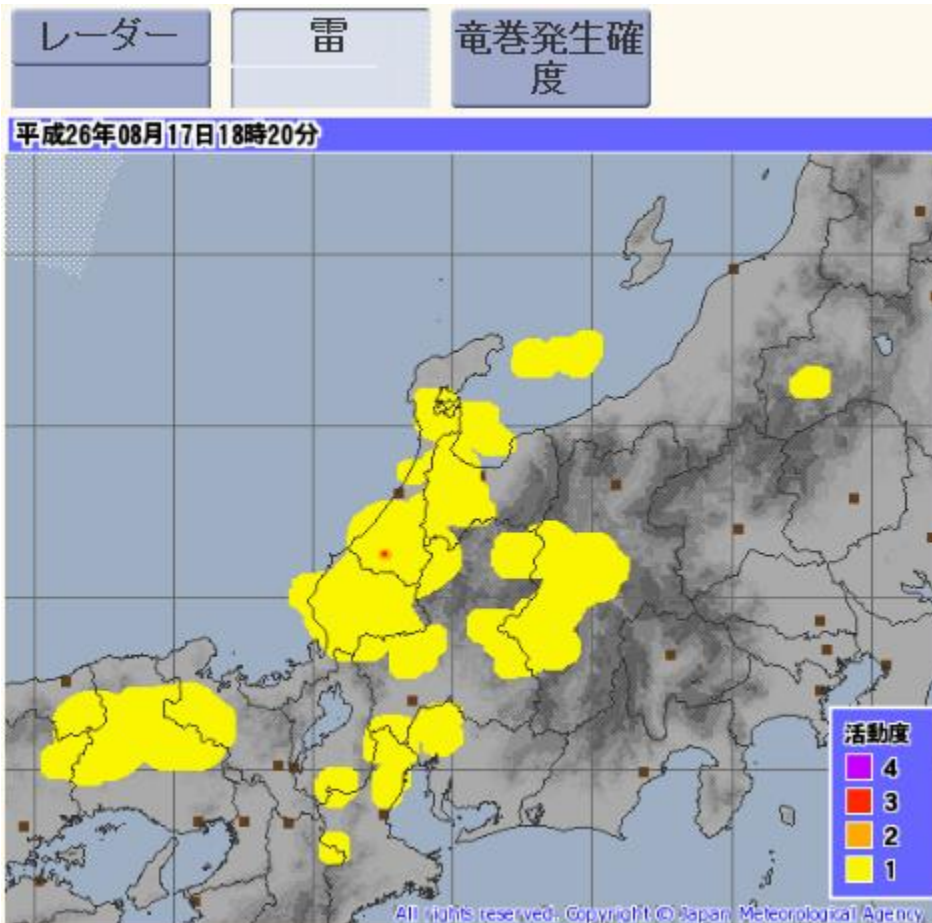 レーダー
雷
竜巻発生確
度
平成26年08月17日18時20分
活動度
4
3
2
1
All rights reserved. Copyright © Japan Meteorological Agency